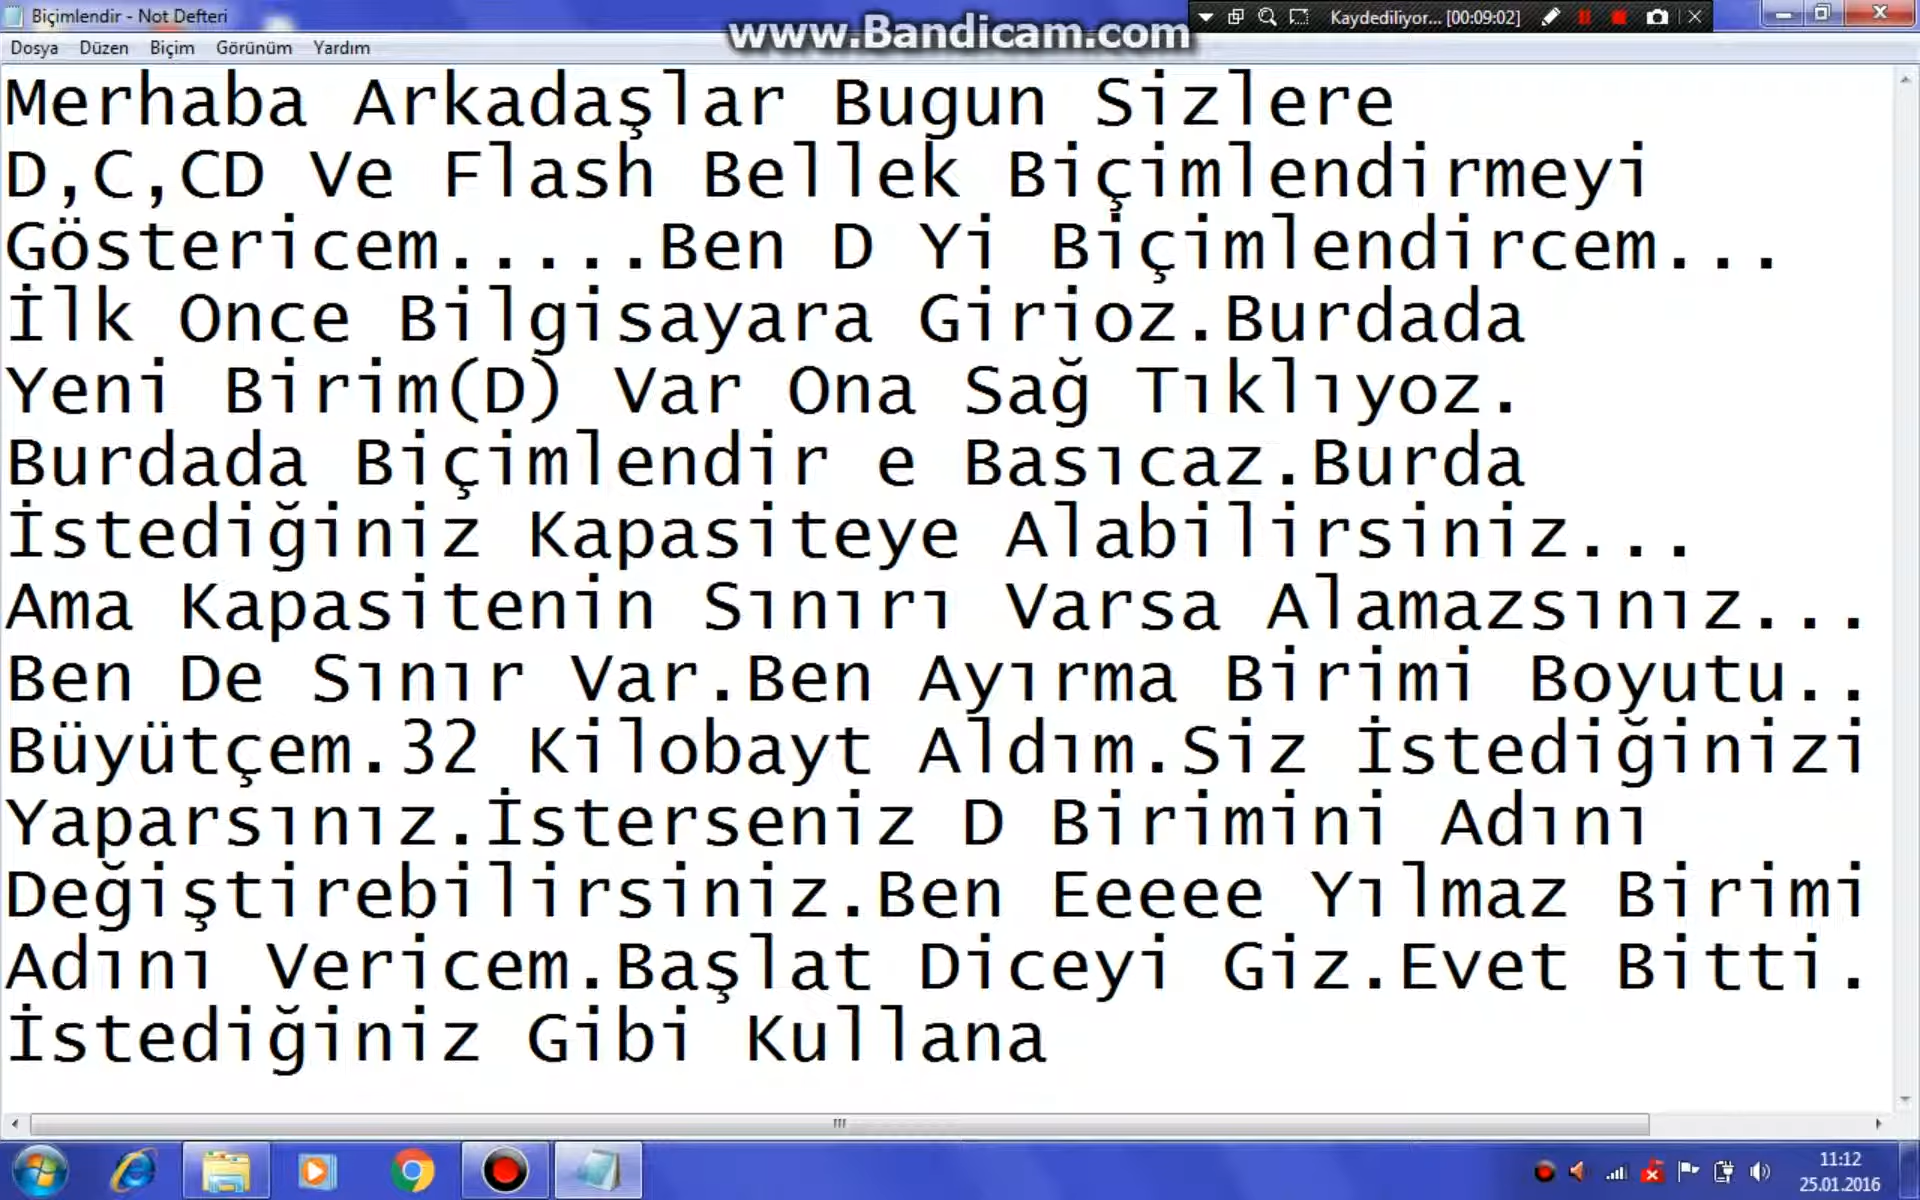 Biçimlendir - Not Defteri
www.Bandicam.com
Kaydediliyor... [00:09:02]
Dosya Düzen Biçim Görünüm Yardım
Merhaba Arkadaşlar Bugun Sizlere
D,C,CD Ve Flash Bellek Biçimlendirmeyi
Göstericem.....Ben D Yi Biçimlendircem...
İlk Once Bilgisayara Girioz.Burdada
Yeni Birim(D) Var Ona Sağ Tıklıyoz.
Burdada Biçimlendir e Basıcaz.Burda
İstediğiniz Kapasiteye Alabilirsiniz...
Ama Kapasitenin Sınırı Varsa Alamazsınız...
Ben De Sınır Var.Ben Ayırma Birimi Boyutu..
Büyütçem.32 Kilobayt Aldım.Siz İstediğinizi
Yaparsınız.İsterseniz D Birimini Adını
Değiştirebilirsiniz.Ben Eeeee Yılmaz Birimi
Adını Vericem.Başlat Diceyi Giz.Evet Bitti.
İstediğiniz Gibi Kullana
11:12
25.01.2016